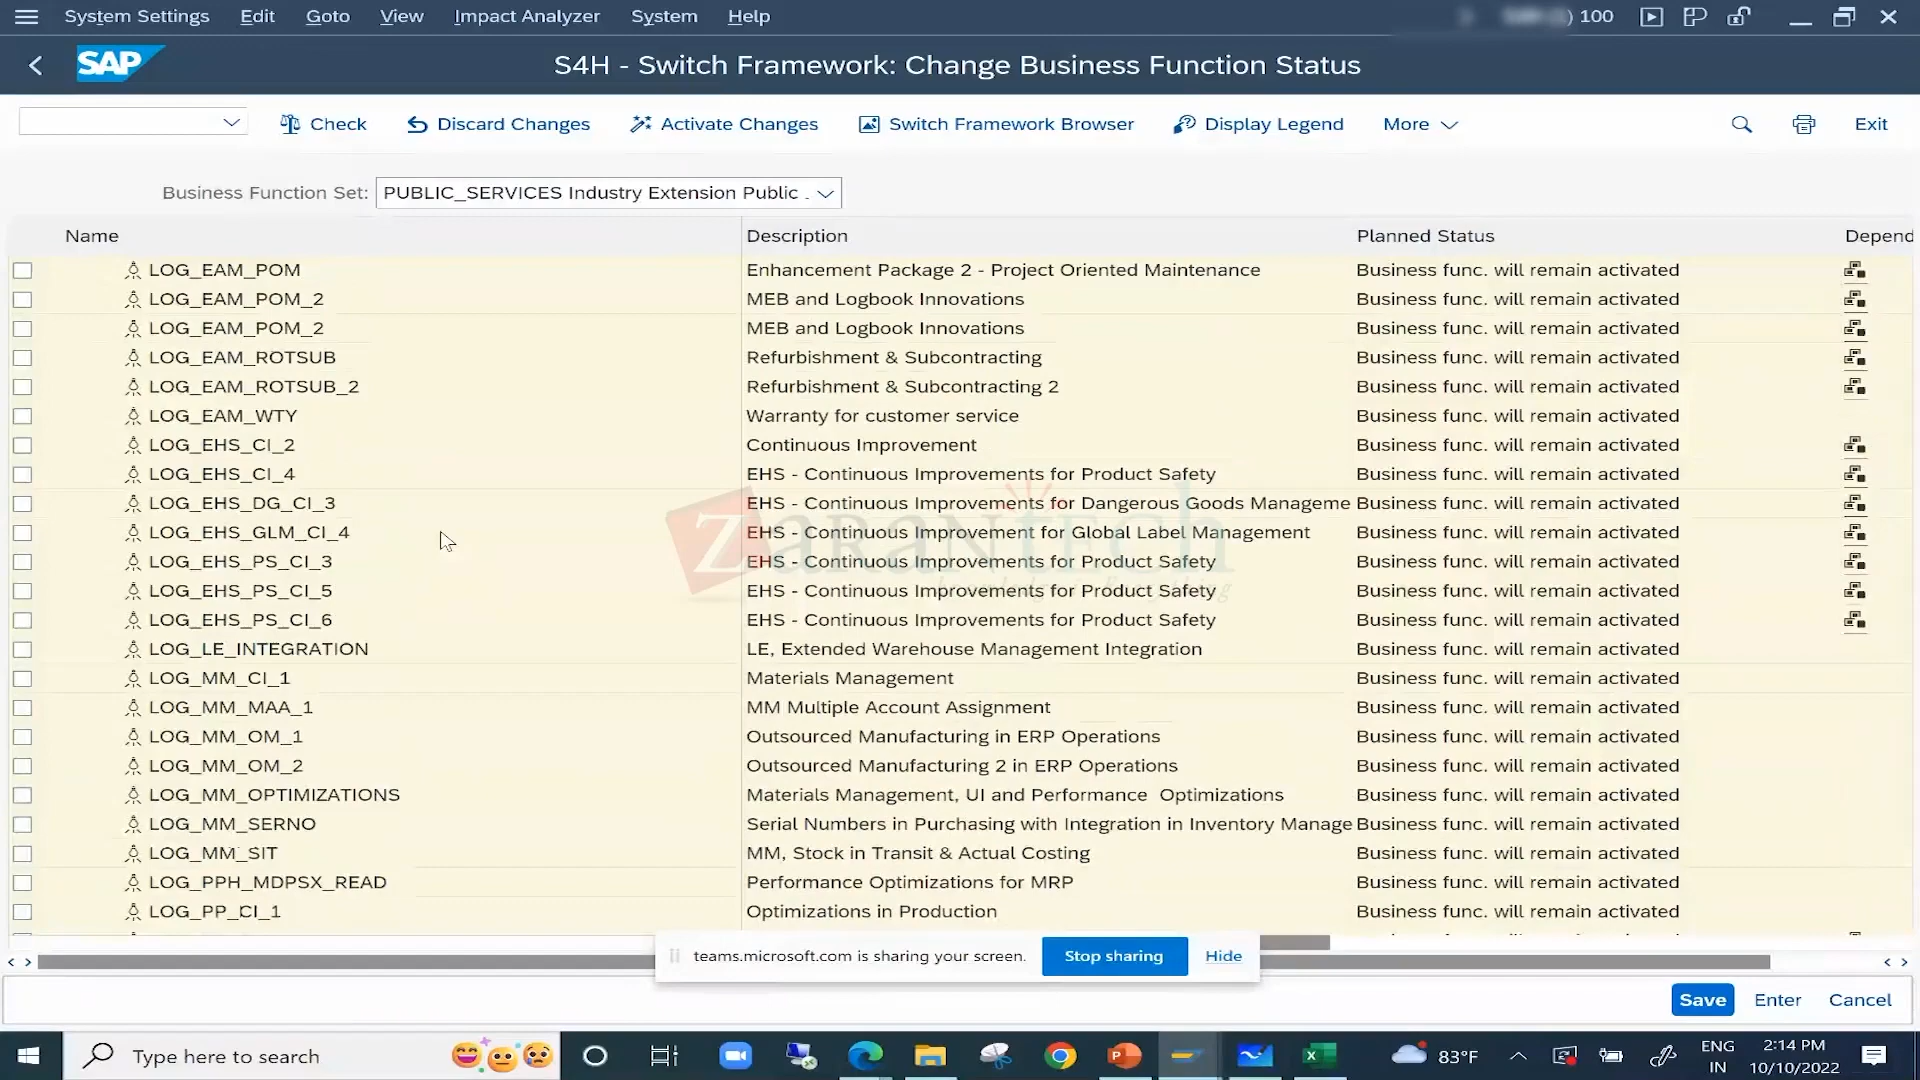 System Settings Edit Goto View Impact Analyzer System Help 100
SAP S4H - Switch Framework: Change Business Function Status
Check Discard Changes Activate Changes Switch Framework Browser Display Legend More Exit
Business Function Set: PUBLIC_SERVICES Industry Extension Public .
Name Description Planned Status Depend
LOG_EAM_POM Enhancement Package 2 - Project Oriented Maintenance Business func. will remain activated
LOG_EAM_POM_2 MEB and Logbook Innovations Business func. will remain activated
LOG_EAM_POM_2 MEB and Logbook Innovations Business func. will remain activated
LOG_EAM_ROTSUB Refurbishment & Subcontracting Business func. will remain activated
LOG_EAM_ROTSUB_2 Refurbishment & Subcontracting 2 Business func. will remain activated
LOG_EAM_WTY Warranty for customer service Business func. will remain activated
LOG_EHS_CI_2 Continuous Improvement Business func. will remain activated
LOG_EHS_CI_4 EHS - Continuous Improvements for Product Safety Business func. will remain activated
LOG_EHS_DG_CI_3 EHS - Continuous Improvements for Dangerous Goods Manageme Business func. will remain activated
LOG_EHS_GLM_CI_4 EHS - Continuous Improvement for Global Label Management Business func. will remain activated
LOG_EHS_PS_CI_3 EHS - Continuous Improvements for Product Safety Business func. will remain activated
LOG_EHS_PS_CI_5 EHS - Continuous Improvements for Product Safety Business func. will remain activated
LOG_EHS_PS_CI_6 EHS - Continuous Improvements for Product Safety Business func. will remain activated
LOG_LE_INTEGRATION LE, Extended Warehouse Management Integration Business func. will remain activated
LOG_MM_CI_1 Materials Management Business func. will remain activated
LOG_MM_MAA_1 MM Multiple Account Assignment Business func. will remain activated
LOG_MM_OM_1 Outsourced Manufacturing in ERP Operations Business func. will remain activated
LOG_MM_OM_2 Outsourced Manufacturing 2 in ERP Operations Business func. will remain activated
LOG_MM_OPTIMIZATIONS Materials Management, UI and Performance Optimizations Business func. will remain activated
LOG_MM_SERNO Serial Numbers in Purchasing with Integration in Inventory Manage Business func. will remain activated
LOG_MM_SIT MM, Stock in Transit & Actual Costing Business func. will remain activated
LOG_PPH_MDPSX_READ Performance Optimizations for MRP Business func. will remain activated
LOG_PP_CI_1 Optimizations in Production Business func. will remain activated
ZARANTECH
teams.microsoft.com is sharing your screen. Stop sharing Hide
Save Enter Cancel
Type here to search 83°F ENG IN 2:14 PM 10/10/2022